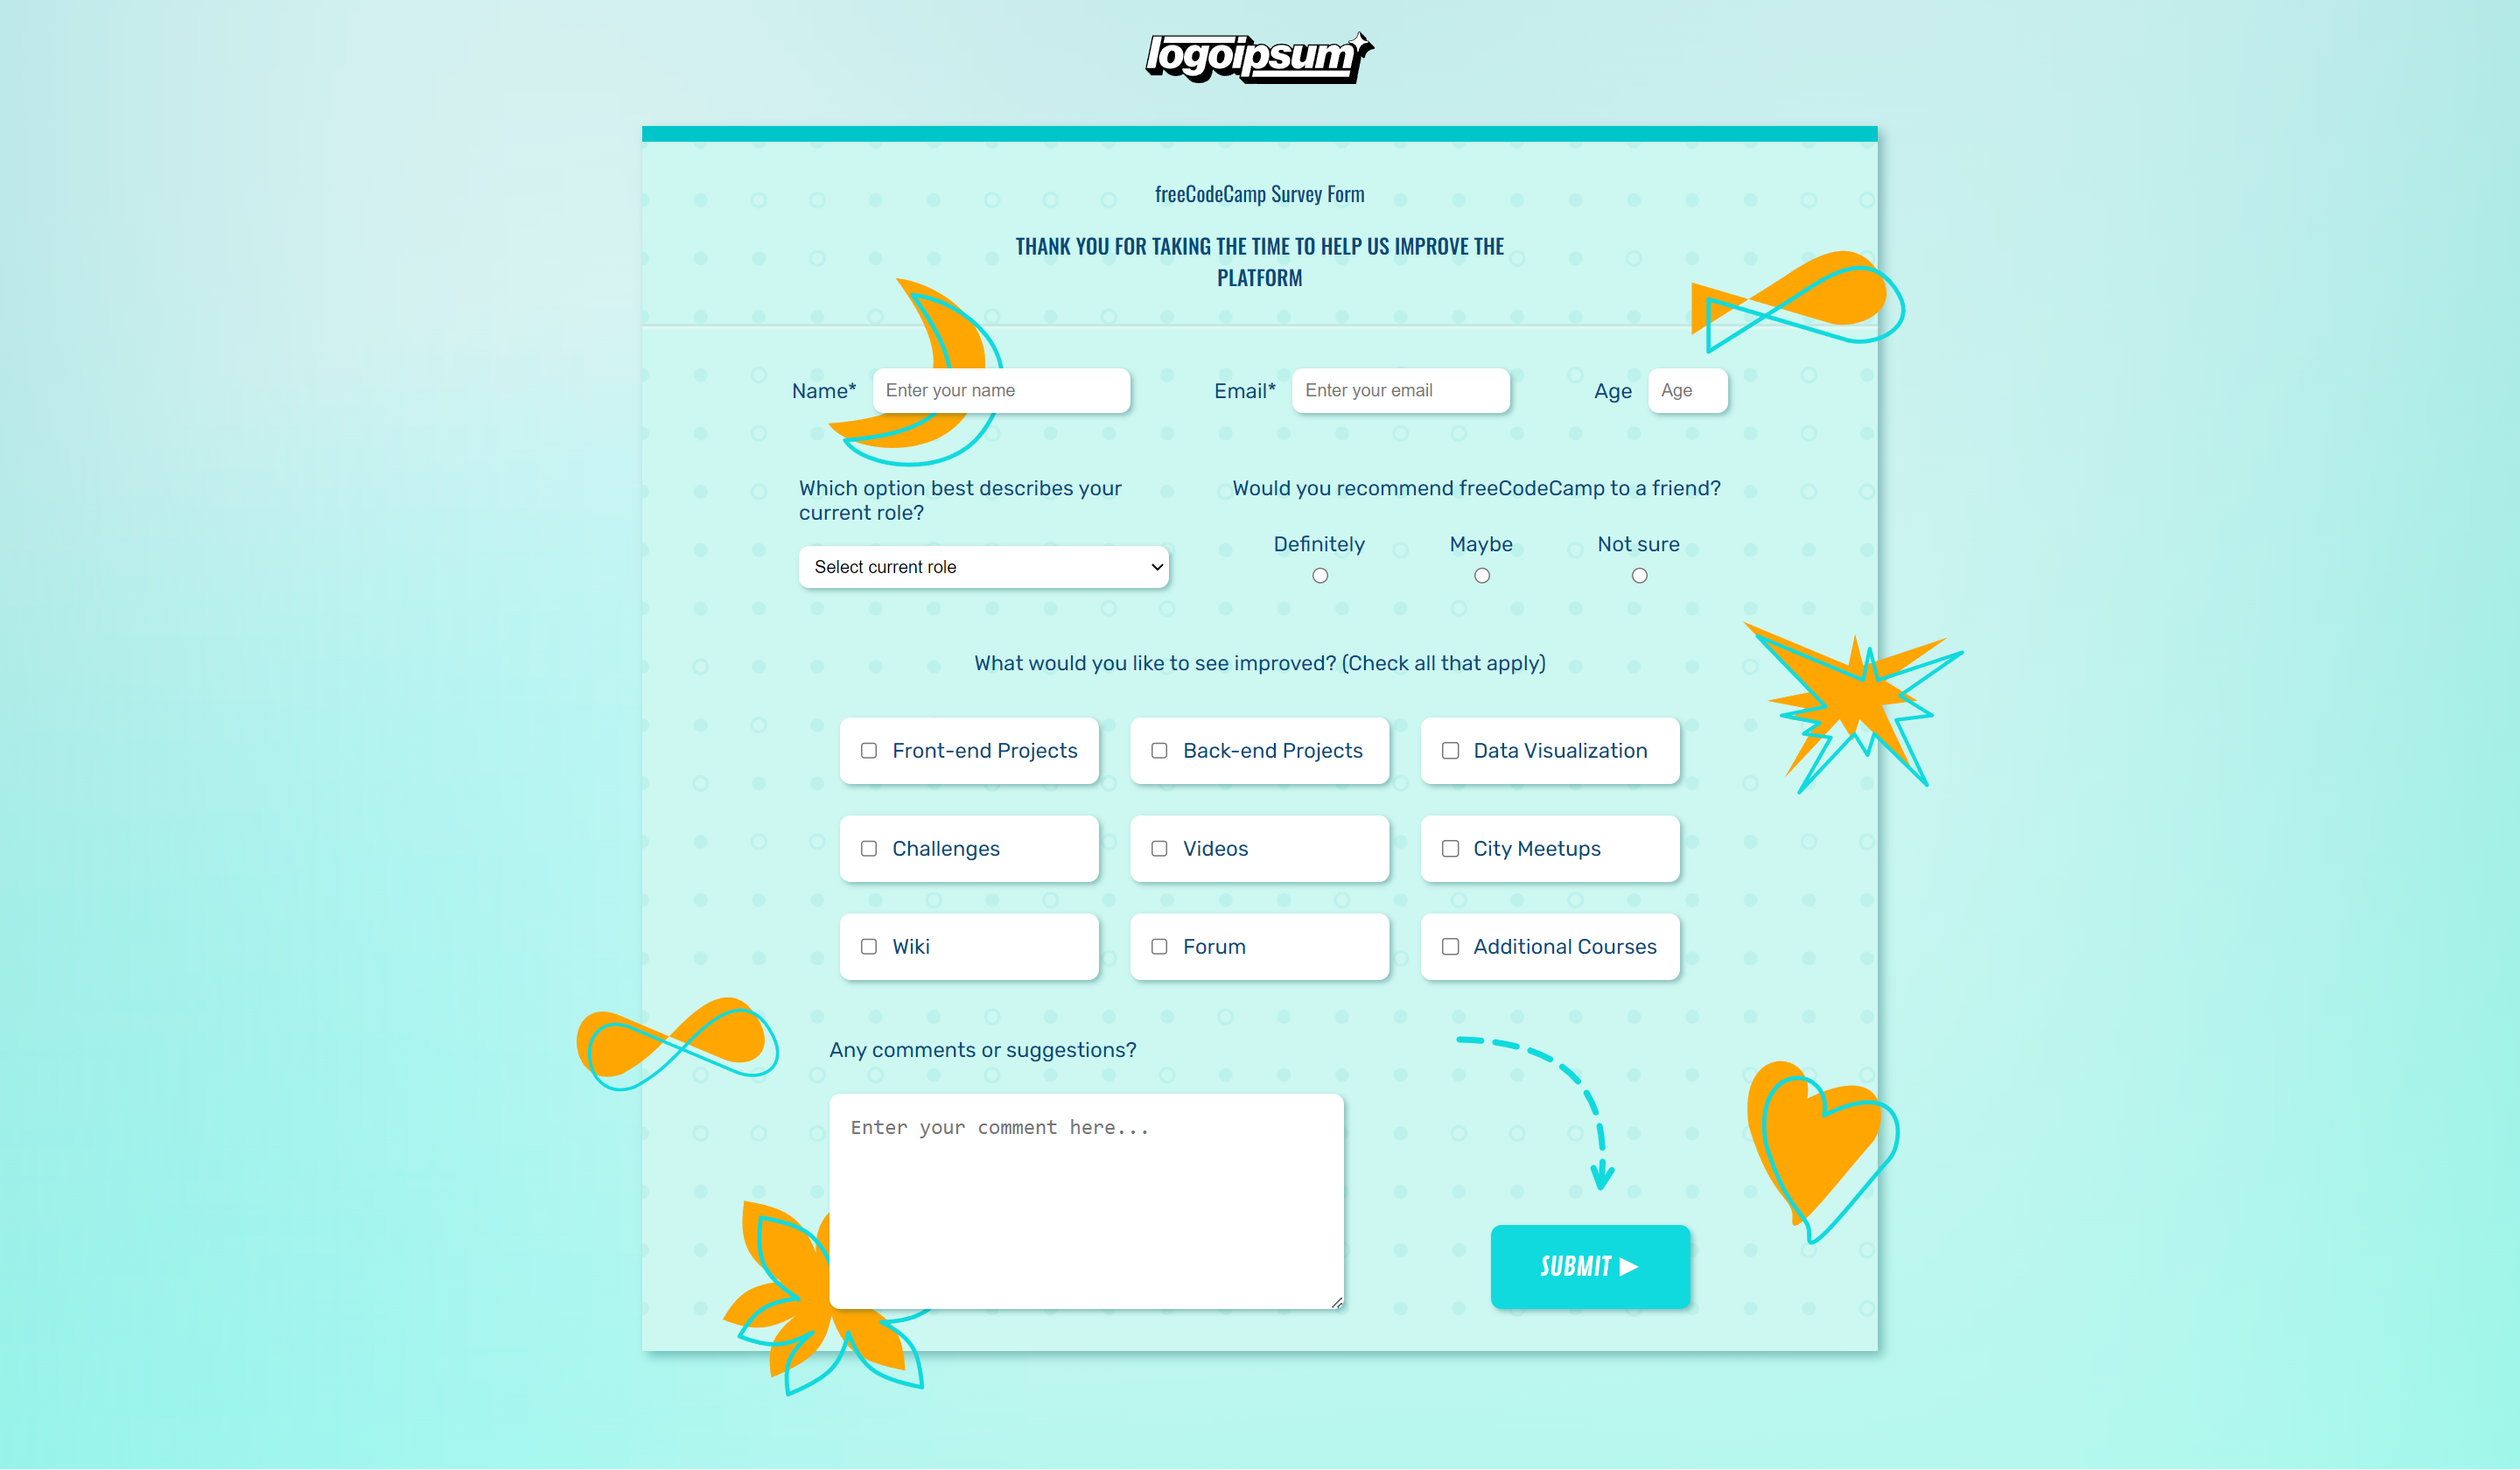 logoipsum
freeCodeCamp Survey Form
THANK YOU FOR TAKING THE TIME TO HELP US IMPROVE THE
PLATFORM
Name* Enter your name Email* Enter your email Age Age
Which option best describes your
current role?
Select current role
Would you recommend freeCodeCamp to a friend?
Definitely Maybe Not sure
What would you like to see improved? (Check all that apply)
Front-end Projects Back-end Projects Data Visualization
Challenges Videos City Meetups
Wiki Forum Additional Courses
Any comments or suggestions?
Enter your comment here...
SUBMIT ▶